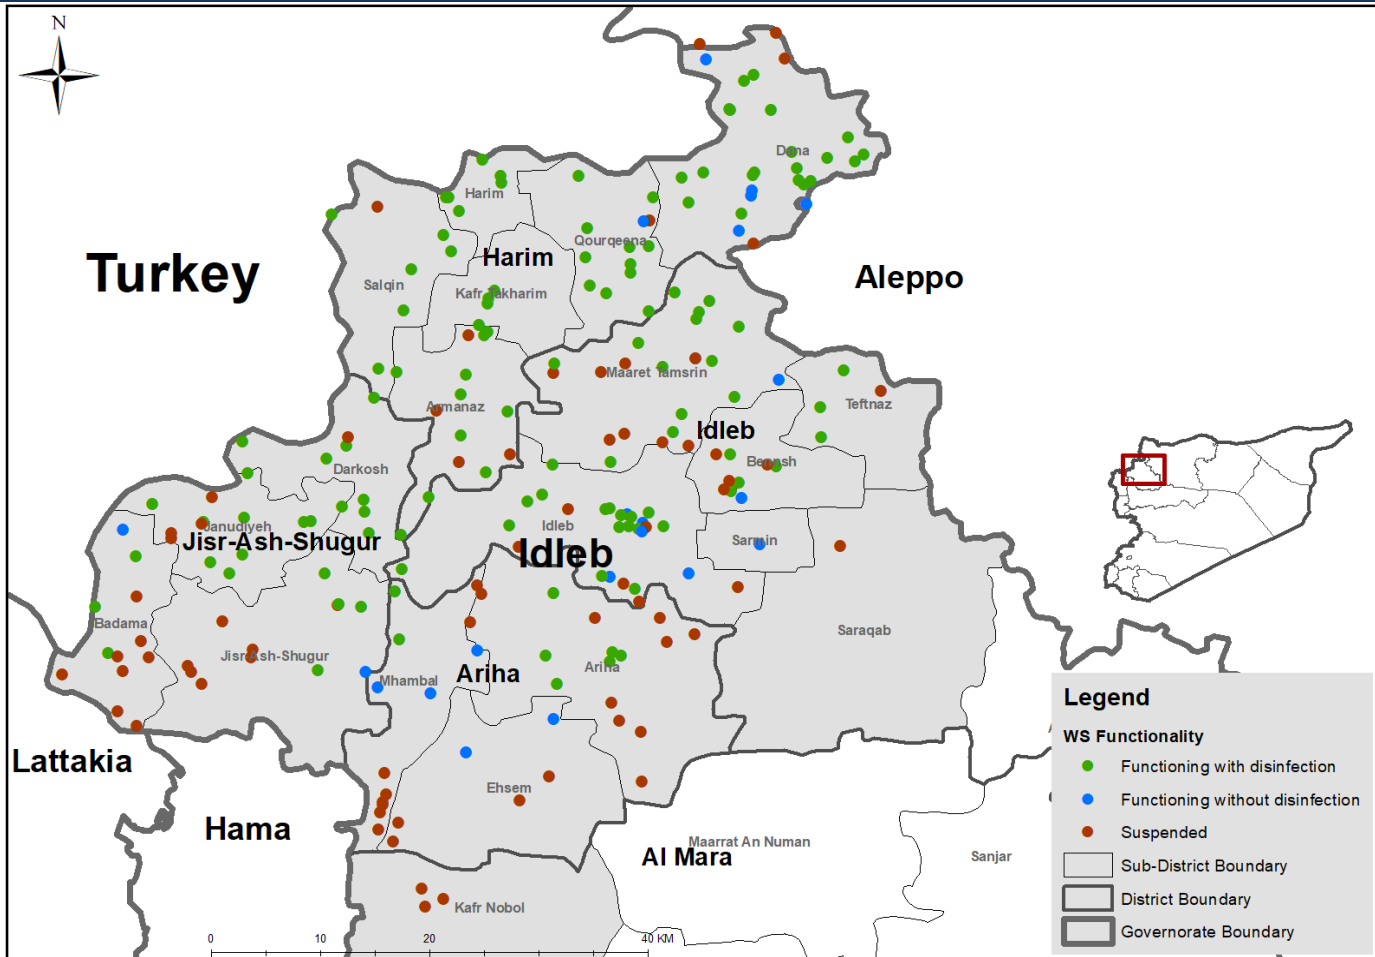 N
Dana
Harim
Qourqeena
Harim
Turkey
Aleppo
Salqin
Kafr Takharim
Maaret Tamsrin
Armanaz
Teftnaz
Idleb
Bennsh
Darkosh
Janudiyeh
Idleb
Jisr-Ash-Shugur
Idleb
Sarmin
Badama
Saraqab
Jisr-Ash-Shugur
Ariha
Ariha
Mhambal
Lattakia
Ehsem
Hama
Maarrat An Numan
Al Mara
Sanjar
Kafr Nobol
0 10 20 40 KM
Legend
WS Functionality
Functioning with disinfection
Functioning without disinfection
Suspended
Sub-District Boundary
District Boundary
Governorate Boundary